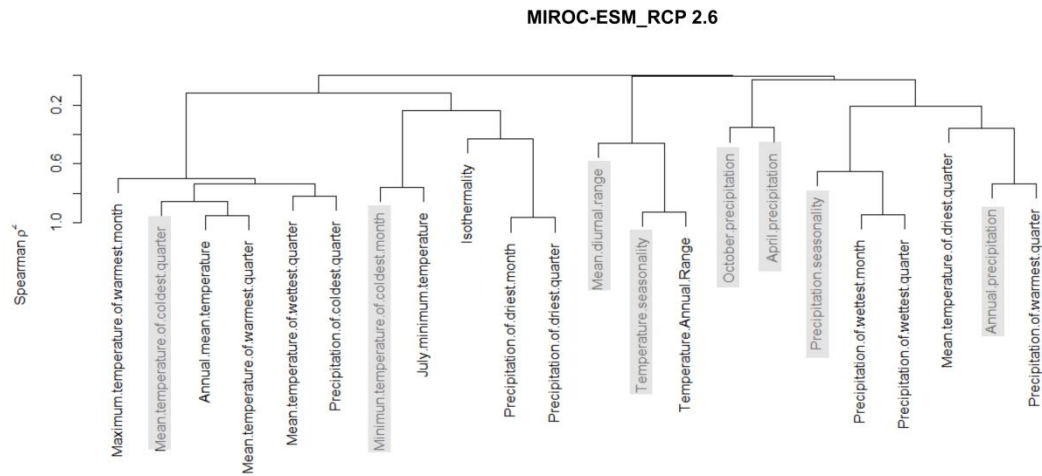 MIROC-ESM_RCP 2.6
Spearman ρ²
0.2
0.6
1.0
Maximum.temperature.of.warmest.month
Mean.temperature.of.coldest.quarter
Annual.mean.temperature
Mean.temperature.of.warmest.quarter
Mean.temperature.of.wettest.quarter
Precipitation.of.coldest.quarter
Minimun.temperature.of.coldest.month
July.minimum.temperature
Isothermality
Precipitation.of.driest.month
Precipitation.of.driest.quarter
Mean.diurnal.range
Temperature.seasonality
Temperature.Annual.Range
October.precipitation
April.precipitation
Precipitation.seasonality
Precipitation.of.wettest.month
Precipitation.of.wettest.quarter
Mean.temperature.of.driest.quarter
Annual.precipitation
Precipitation.of.warmest.quarter